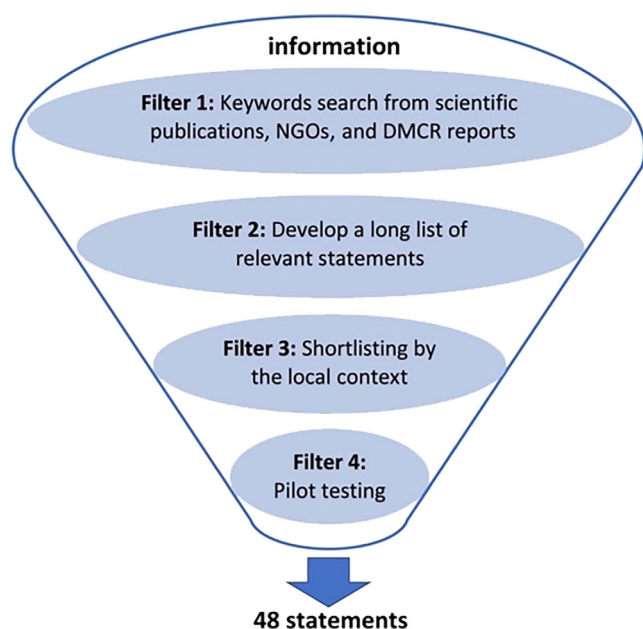 information
Filter 1: Keywords search from scientific
publications, NGOs, and DMCR reports
Filter 2: Develop a long list of
relevant statements
Filter 3: Shortlisting by
the local context
Filter 4:
Pilot testing
48 statements